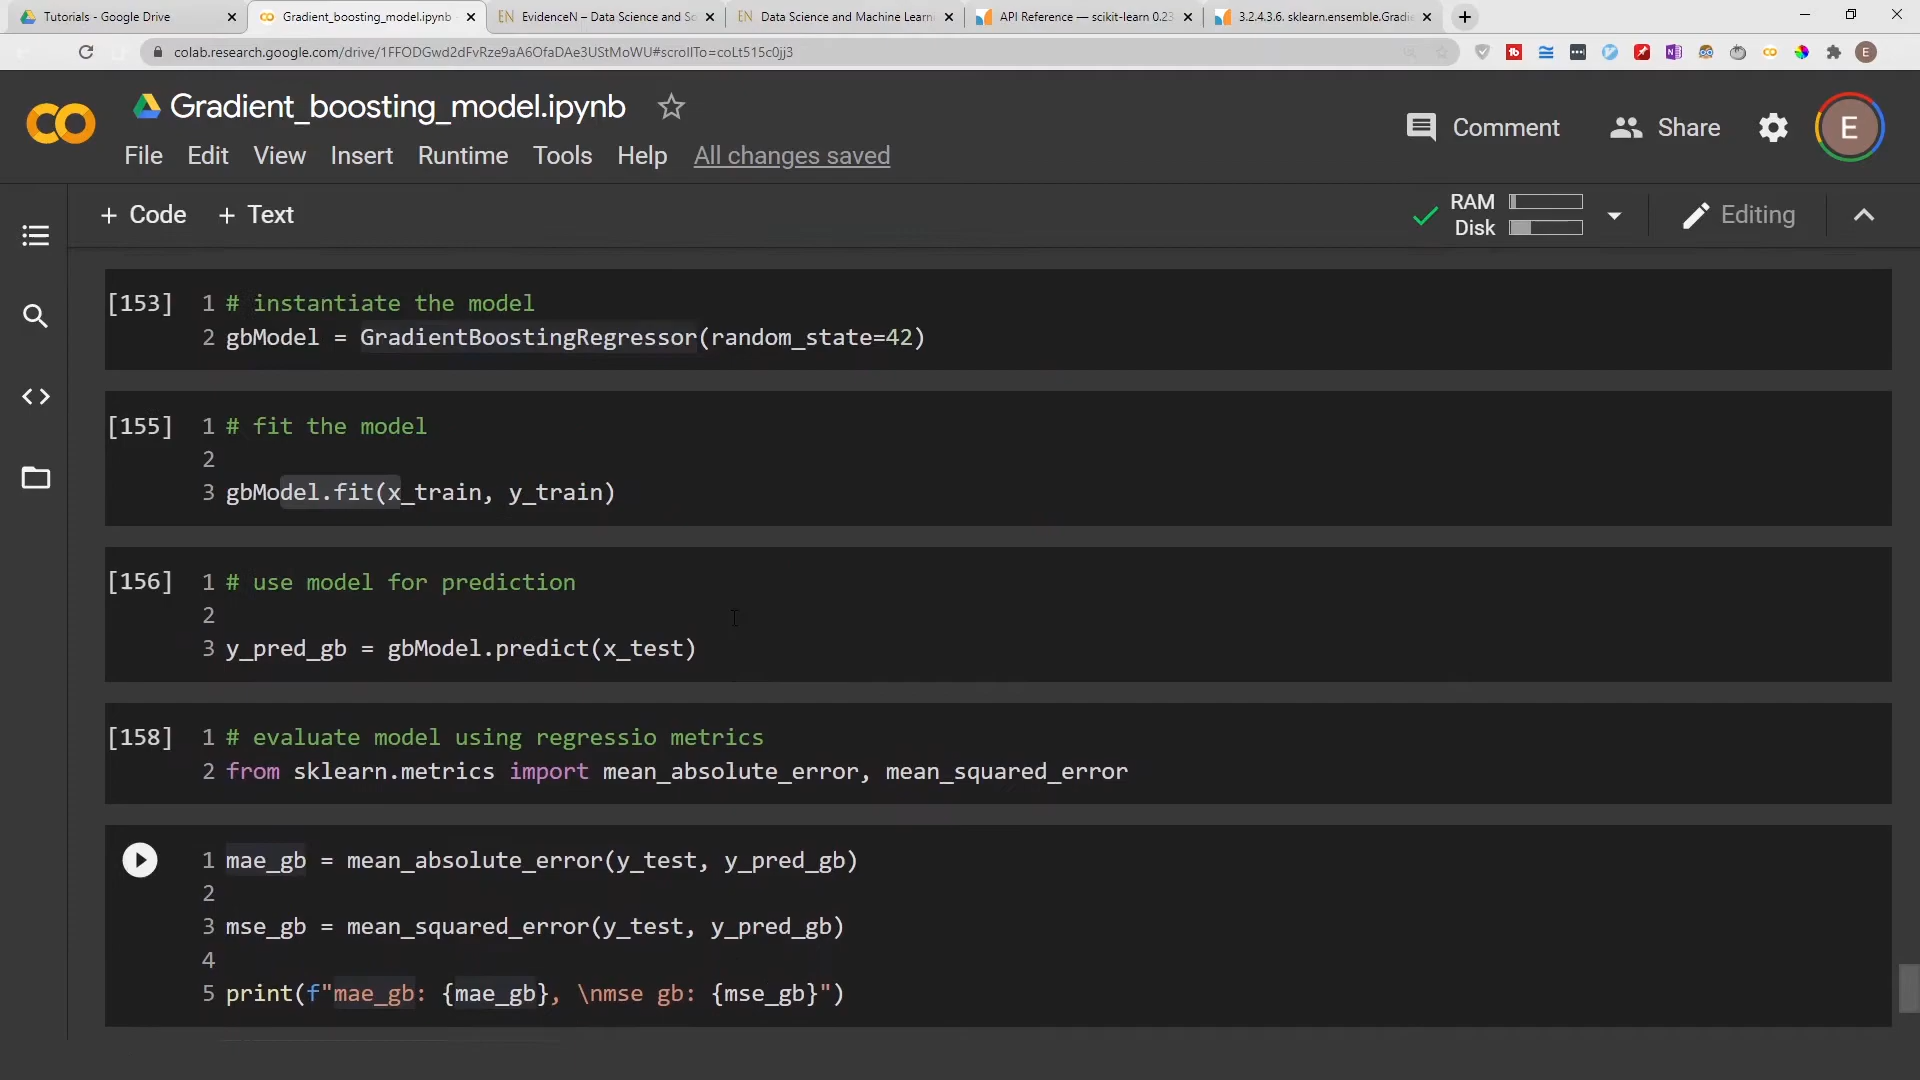 Tutorials - Google Drive
Gradient_boosting_model.ipynb
EN EvidenceN – Data Science and So
EN Data Science and Machine Learni
API Reference — scikit-learn 0.23
3.2.4.3.6. sklearn.ensemble.Gradie
colab.research.google.com/drive/1FFODGwd2dFvRze9aA6OfaDAe3UStMoWU#scrollTo=coLt515c0jj3
E
Gradient_boosting_model.ipynb
Comment
Share
E
File Edit View Insert Runtime Tools Help All changes saved
+ Code + Text
RAM
Disk
Editing
[153] 1 # instantiate the model
2 gbModel = GradientBoostingRegressor(random_state=42)
[155] 1 # fit the model
2
3 gbModel.fit(x_train, y_train)
[156] 1 # use model for prediction
2
3 y_pred_gb = gbModel.predict(x_test)
[158] 1 # evaluate model using regressio metrics
2 from sklearn.metrics import mean_absolute_error, mean_squared_error
1 mae_gb = mean_absolute_error(y_test, y_pred_gb)
2
3 mse_gb = mean_squared_error(y_test, y_pred_gb)
4
5 print(f"mae_gb: {mae_gb}, \nmse gb: {mse_gb}")